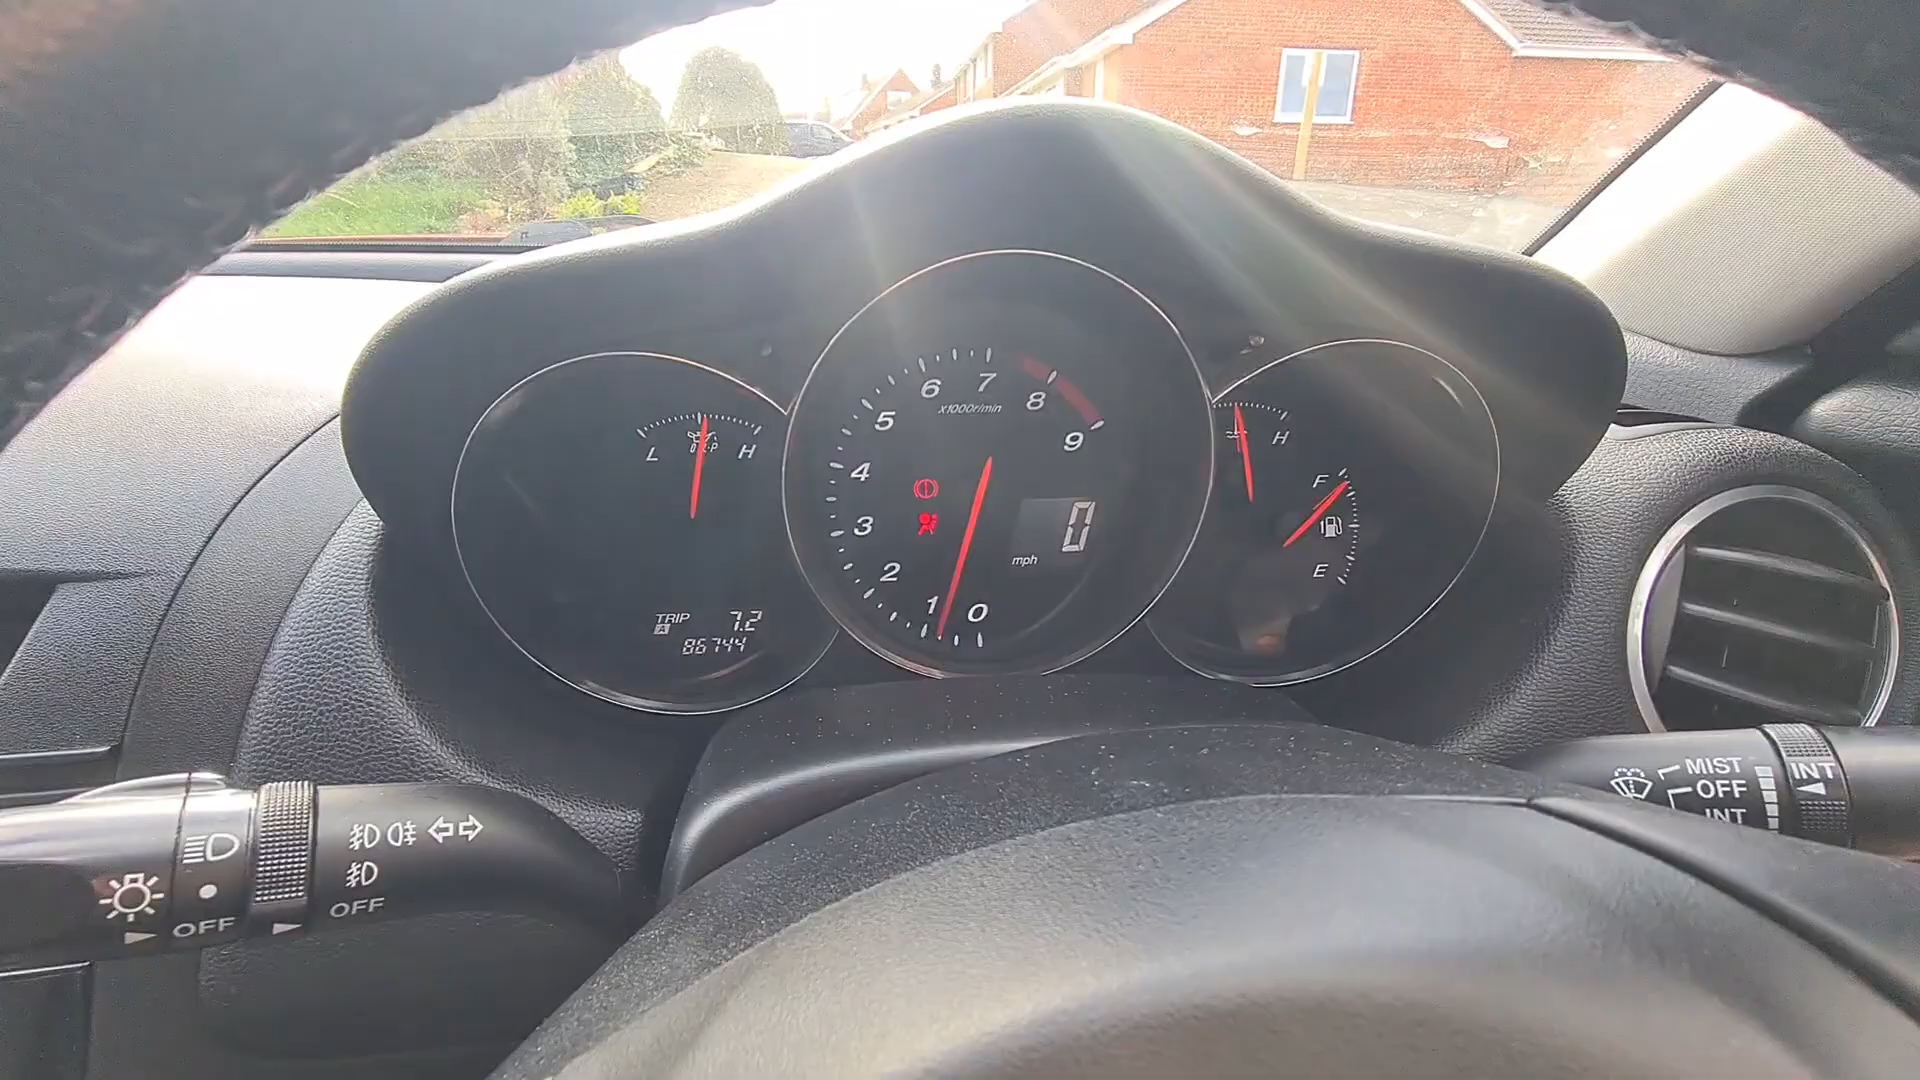 L
H
TRIP 7.2
A
86744
0
1
2
3
4
5
6
7
8
9
x1000r/min
0
mph
H
F
E
OFF
OFF
MIST
OFF
INT
INT